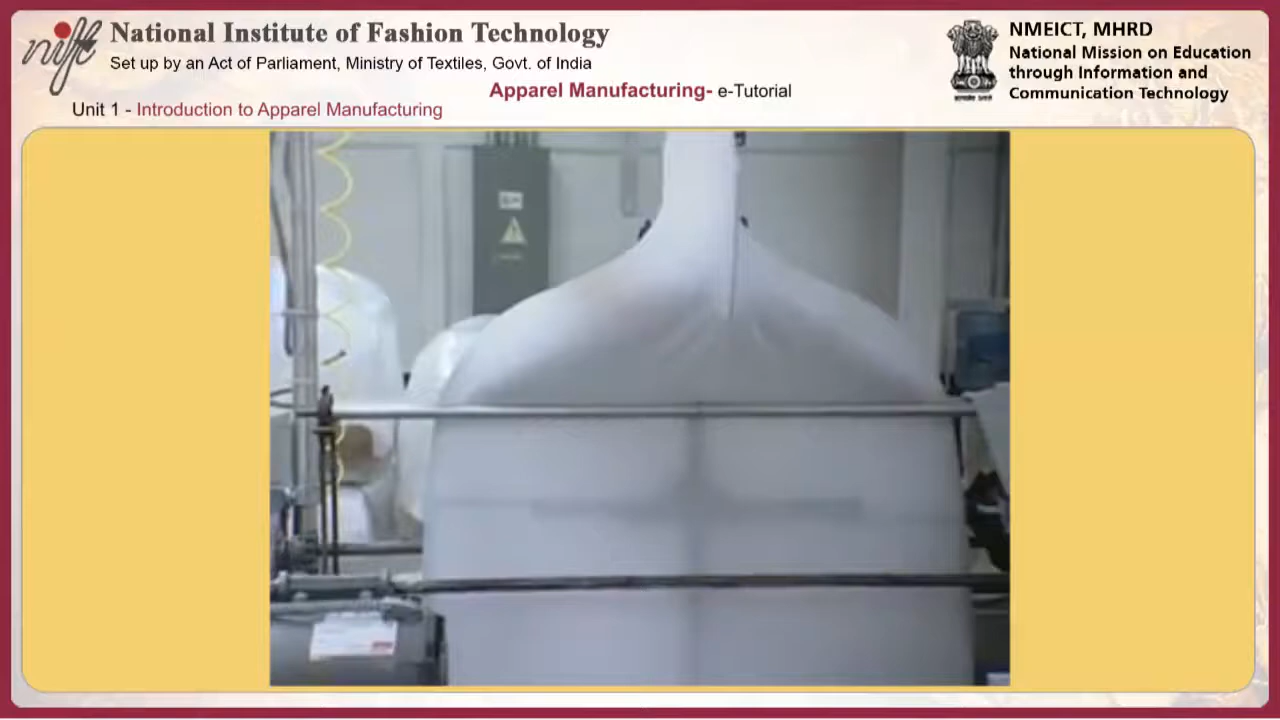 nift
National Institute of Fashion Technology
Set up by an Act of Parliament, Ministry of Textiles, Govt. of India
NMEICT, MHRD
National Mission on Education
through Information and
Communication Technology
Apparel Manufacturing- e-Tutorial
Unit 1 - Introduction to Apparel Manufacturing